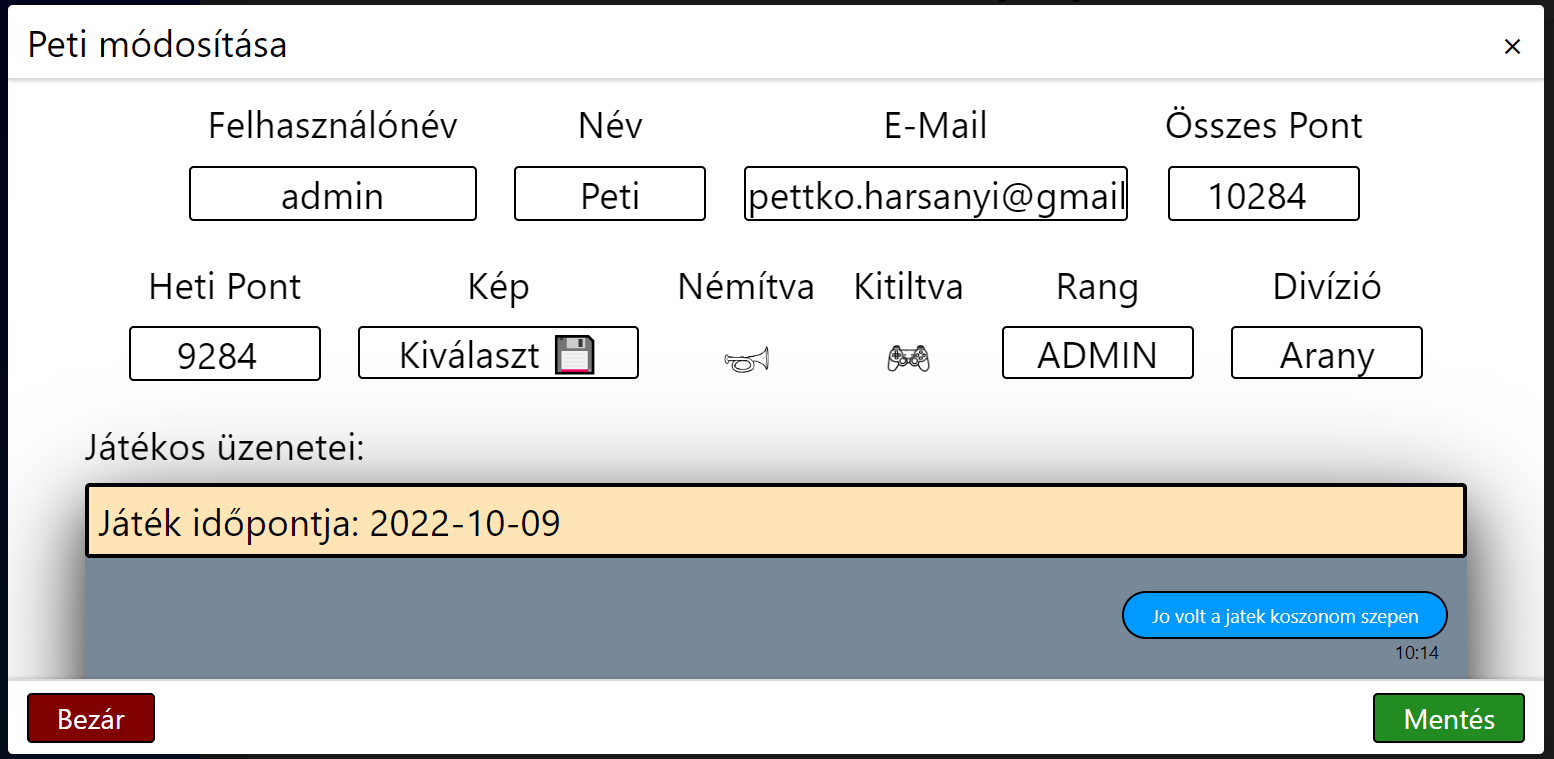 Peti módosítása
×
Felhasználónév Név E-Mail Összes Pont
admin Peti pettko.harsanyi@gmail 10284
Heti Pont Kép Némítva Kitiltva Rang Divízió
9284 Kiválaszt ADMIN Arany
Játékos üzenetei:
Játék időpontja: 2022-10-09
Jo volt a jatek koszonom szepen
10:14
Bezár Mentés